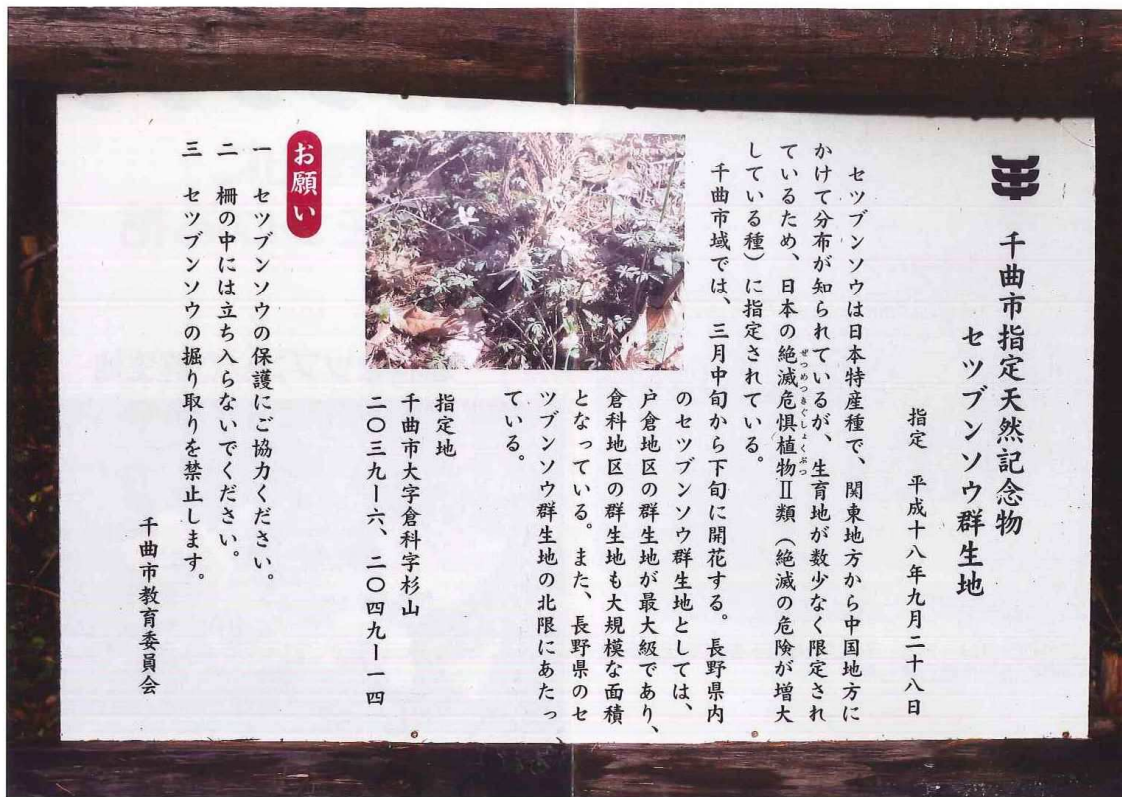 千曲市指定天然記念物
セツブンソウ群生地
指定　平成十八年九月二十八日
セツブンソウは日本特産種で、関東地方から中国地方に
かけて分布が知られているが、生育地が数少なく限定され
ているため、日本の絶滅危惧植物Ⅱ類（絶滅の危険が増大
ぜつめつきぐしょくぶつ
している種）に指定されている。
千曲市域では、三月中旬から下旬に開花する。長野県内
のセツブンソウ群生地としては、
戸倉地区の群生地が最大級であり、
倉科地区の群生地も大規模な面積
となっている。また、長野県のセ
ツブンソウ群生地の北限にあたっ
ている。
指定地
千曲市大字倉科字杉山
二〇三九ー六、二〇四九ー一四
お願い
一　セツブンソウの保護にご協力ください。
二　柵の中には立ち入らないでください。
三　セツブンソウの掘り取りを禁止します。
千曲市教育委員会